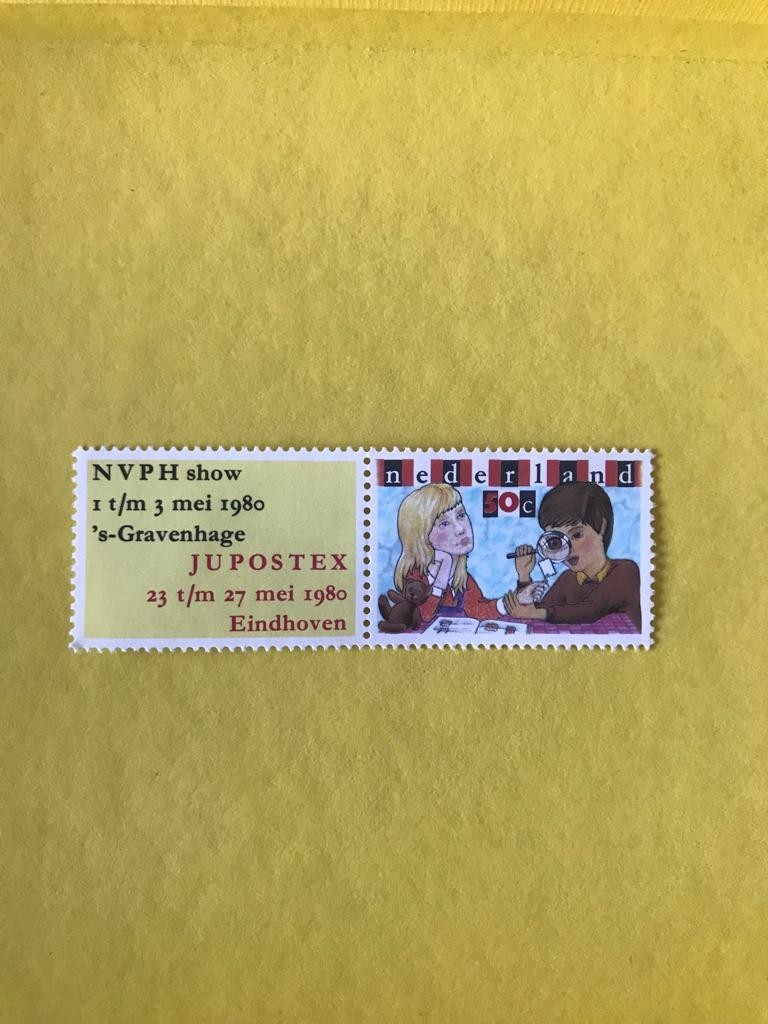 NVPH show
1 t/m 3 mei 1980
's-Gravenhage
JUPOSTEX
23 t/m 27 mei 1980
Eindhoven
nederland
50c